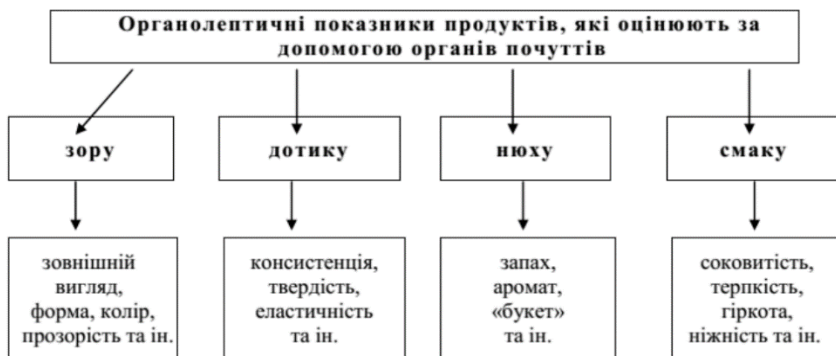 Органолептичні показники продуктів, які оцінюють за
допомогою органів почуттів
зору
дотику
нюху
смаку
зовнішній
вигляд,
форма, колір,
прозорість та ін.
консистенція,
твердість,
еластичність
та ін.
запах,
аромат,
«букет»
та ін.
соковитість,
терпкість,
гіркота,
ніжність та ін.